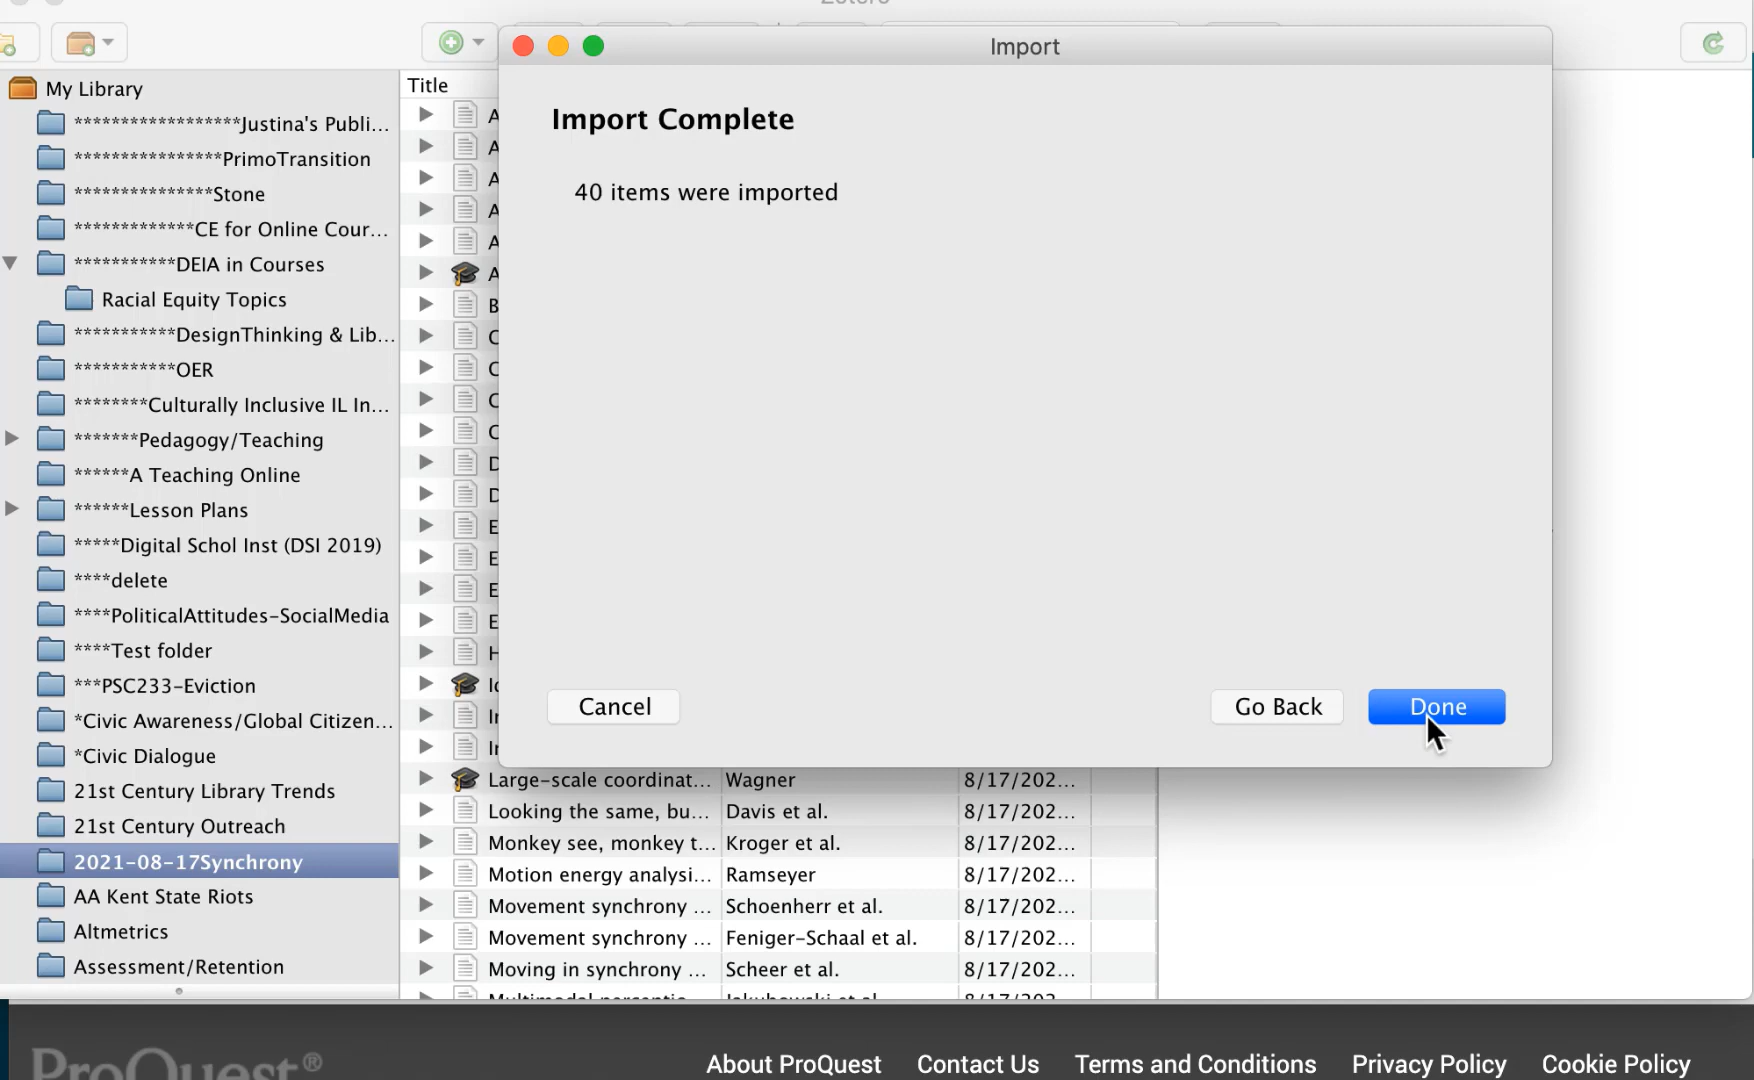 Import
My Library
******************Justina's Publi...
****************PrimoTransition
***************Stone
*************CE for Online Cour...
***********DEIA in Courses
Racial Equity Topics
***********DesignThinking & Lib...
***********OER
********Culturally Inclusive IL In...
*******Pedagogy/Teaching
******A Teaching Online
******Lesson Plans
*****Digital Schol Inst (DSI 2019)
****delete
****PoliticalAttitudes-SocialMedia
****Test folder
***PSC233-Eviction
*Civic Awareness/Global Citizen...
*Civic Dialogue
21st Century Library Trends
21st Century Outreach
2021-08-17Synchrony
AA Kent State Riots
Altmetrics
Assessment/Retention
Title
A
A
A
A
A
A
B
C
C
C
C
D
D
E
E
E
E
H
Large-scale coordinat... Wagner 8/17/202...
Looking the same, bu... Davis et al. 8/17/202...
Monkey see, monkey t... Kroger et al. 8/17/202...
Motion energy analysi... Ramseyer 8/17/202...
Movement synchrony ... Schoenherr et al. 8/17/202...
Movement synchrony ... Feniger-Schaal et al. 8/17/202...
Moving in synchrony ... Scheer et al. 8/17/202...
Import Complete
40 items were imported
Cancel
Go Back
Done
ProQuest®
About ProQuest
Contact Us
Terms and Conditions
Privacy Policy
Cookie Policy